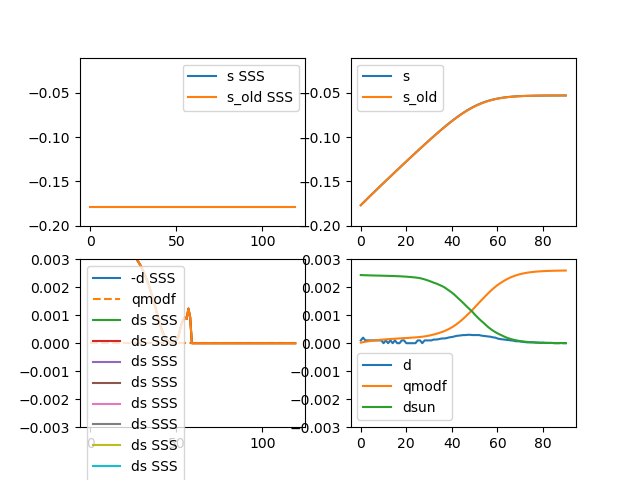 −0.05
−0.10
−0.15
−0.20
0
50
100
s SSS
s_old SSS
−0.05
−0.10
−0.15
−0.20
0
20
40
60
80
s
s_old
0.003
0.002
0.001
0.000
−0.001
−0.002
−0.003
0
50
100
-d SSS
qmodf
ds SSS
ds SSS
ds SSS
ds SSS
ds SSS
ds SSS
ds SSS
ds SSS
0.003
0.002
0.001
0.000
−0.001
−0.002
−0.003
0
20
40
60
80
d
qmodf
dsun